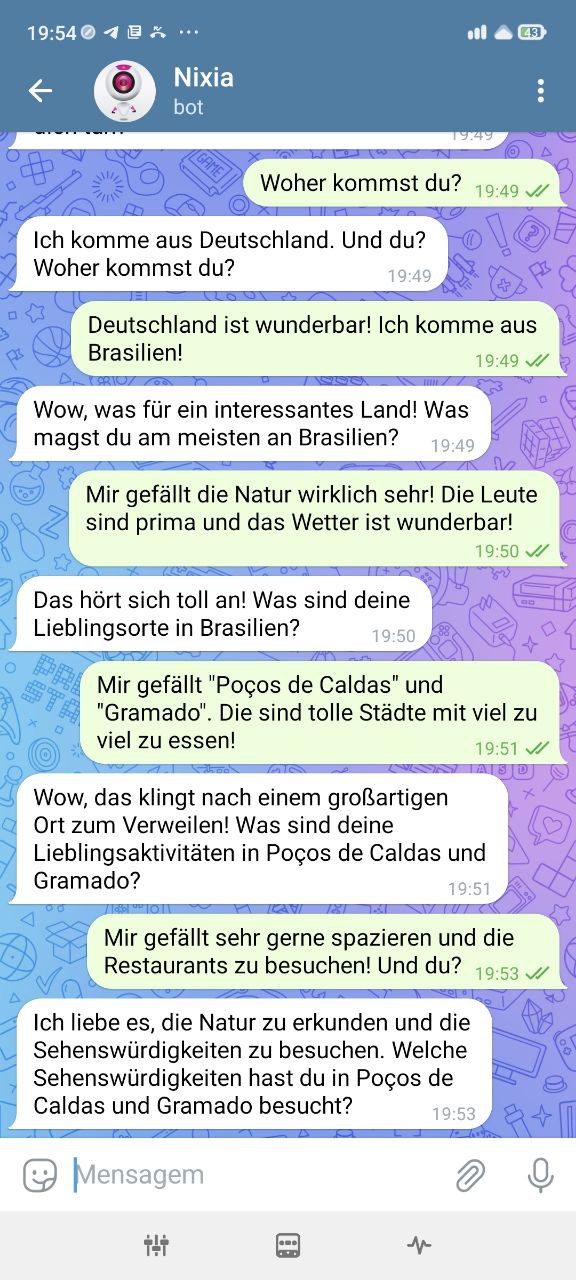 19:54
43
Nixia
bot
19:49
Woher kommst du? 19:49
Ich komme aus Deutschland. Und du?
Woher kommst du?
19:49
Deutschland ist wunderbar! Ich komme aus
Brasilien!
19:49
Wow, was für ein interessantes Land! Was
magst du am meisten an Brasilien?
19:49
Mir gefällt die Natur wirklich sehr! Die Leute
sind prima und das Wetter ist wunderbar!
19:50
Das hört sich toll an! Was sind deine
Lieblingsorte in Brasilien?
19:50
Mir gefällt "Poços de Caldas" und
"Gramado". Die sind tolle Städte mit viel zu
viel zu essen!
19:51
Wow, das klingt nach einem großartigen
Ort zum Verweilen! Was sind deine
Lieblingsaktivitäten in Poços de Caldas und
Gramado?
19:51
Mir gefällt sehr gerne spazieren und die
Restaurants zu besuchen! Und du?
19:53
Ich liebe es, die Natur zu erkunden und die
Sehenswürdigkeiten zu besuchen. Welche
Sehenswürdigkeiten hast du in Poços de
Caldas und Gramado besucht?
19:53
Mensagem